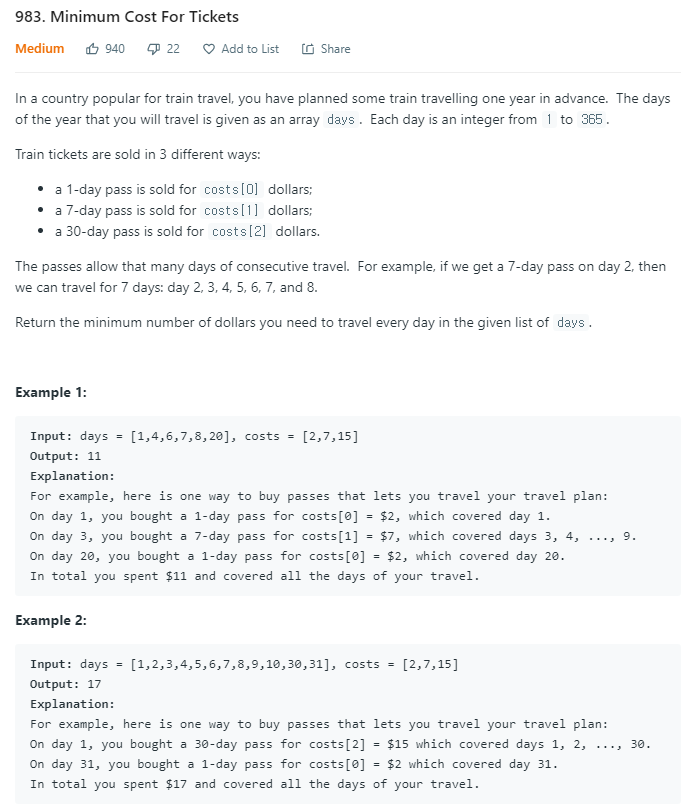 983. Minimum Cost For Tickets
Medium 940 22 Add to List Share
In a country popular for train travel, you have planned some train travelling one year in advance.  The days
of the year that you will travel is given as an array days .  Each day is an integer from 1 to 365 .
Train tickets are sold in 3 different ways:
• a 1-day pass is sold for costs[0] dollars;
• a 7-day pass is sold for costs[1] dollars;
• a 30-day pass is sold for costs[2] dollars.
The passes allow that many days of consecutive travel.  For example, if we get a 7-day pass on day 2, then
we can travel for 7 days: day 2, 3, 4, 5, 6, 7, and 8.
Return the minimum number of dollars you need to travel every day in the given list of days .
Example 1:
Input: days = [1,4,6,7,8,20], costs = [2,7,15]
Output: 11
Explanation:
For example, here is one way to buy passes that lets you travel your travel plan:
On day 1, you bought a 1-day pass for costs[0] = $2, which covered day 1.
On day 3, you bought a 7-day pass for costs[1] = $7, which covered days 3, 4, ..., 9.
On day 20, you bought a 1-day pass for costs[0] = $2, which covered day 20.
In total you spent $11 and covered all the days of your travel.
Example 2:
Input: days = [1,2,3,4,5,6,7,8,9,10,30,31], costs = [2,7,15]
Output: 17
Explanation:
For example, here is one way to buy passes that lets you travel your travel plan:
On day 1, you bought a 30-day pass for costs[2] = $15 which covered days 1, 2, ..., 30.
On day 31, you bought a 1-day pass for costs[0] = $2 which covered day 31.
In total you spent $17 and covered all the days of your travel.